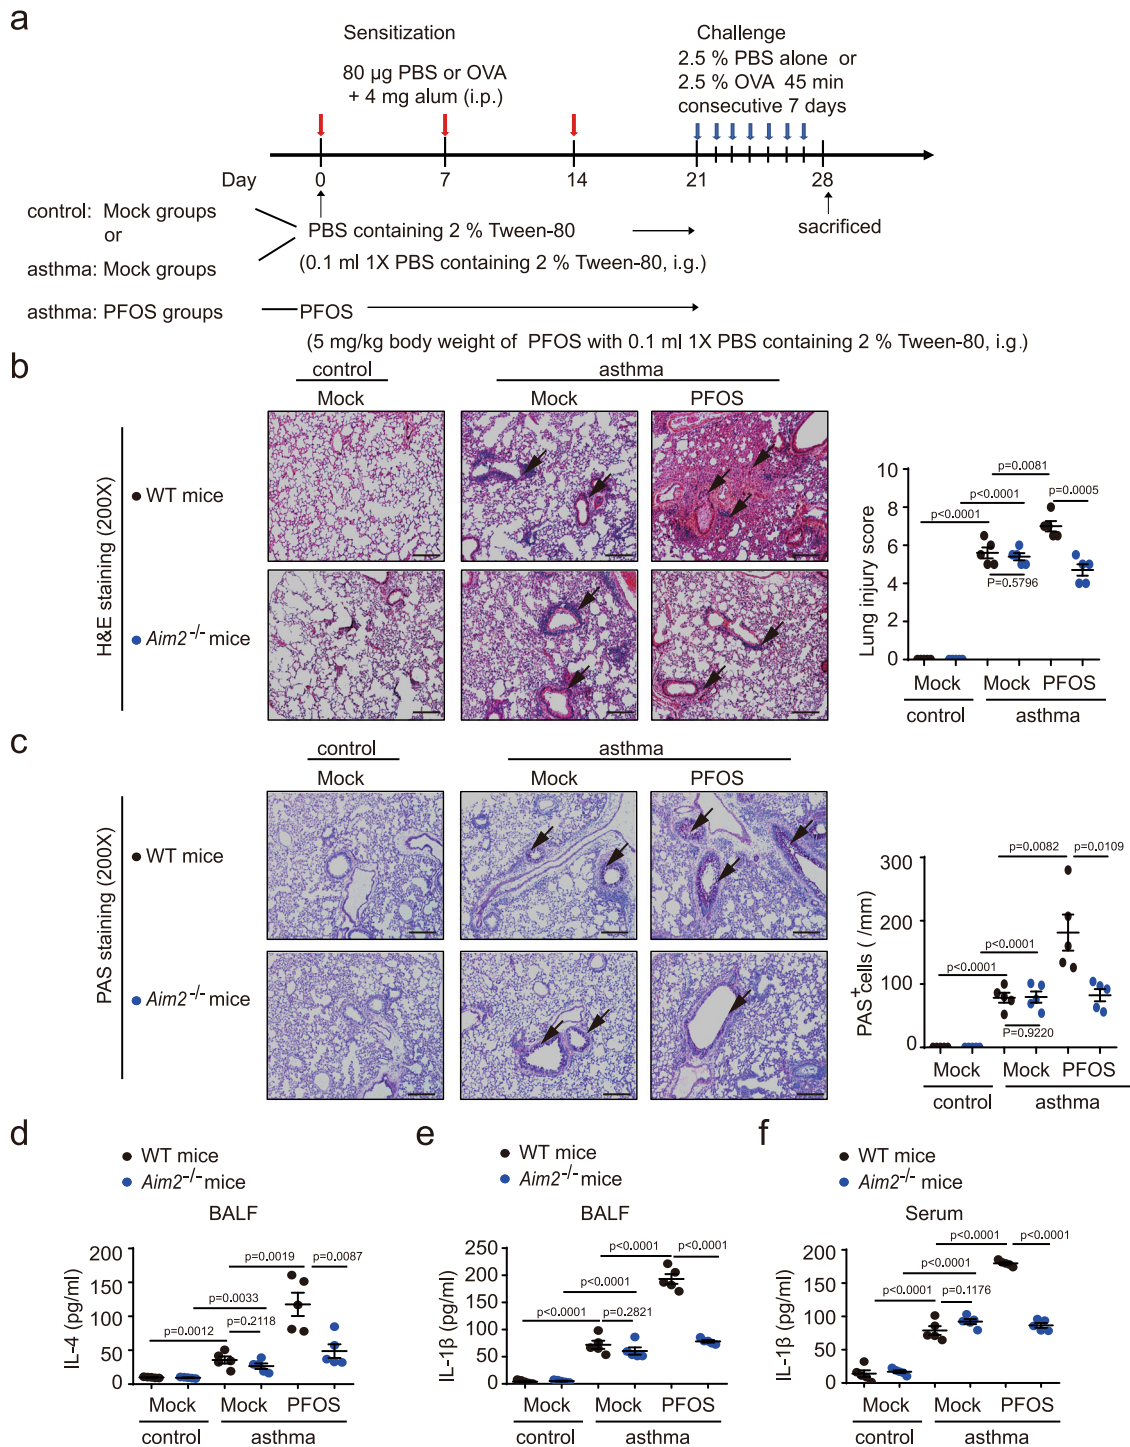 a
Sensitization
Challenge
80 µg PBS or OVA
+ 4 mg alum (i.p.)
2.5 % PBS alone or
2.5 % OVA 45 min
consecutive 7 days
Day 0 7 14 21 28
control: Mock groups
or
asthma: Mock groups
PBS containing 2 % Tween-80
(0.1 ml 1X PBS containing 2 % Tween-80, i.g.)
sacrificed
asthma: PFOS groups
PFOS
(5 mg/kg body weight of PFOS with 0.1 ml 1X PBS containing 2 % Tween-80, i.g.)
b
control
asthma
Mock
Mock
PFOS
H&E staining (200X)
WT mice
Aim2-/- mice
Lung injury score
10
8
6
4
2
0
p=0.0081
p<0.0001
p=0.0005
p<0.0001
P=0.5796
Mock Mock PFOS
control asthma
c
control
asthma
Mock
Mock
PFOS
PAS staining (200X)
WT mice
Aim2-/- mice
PAS+cells ( /mm)
300
200
100
0
p=0.0082
p=0.0109
p<0.0001
p<0.0001
P=0.9220
Mock Mock PFOS
control asthma
d
WT mice
Aim2-/- mice
BALF
IL-4 (pg/ml)
200
150
100
50
0
p=0.0019
p=0.0087
p=0.0033
p=0.2118
p=0.0012
Mock Mock PFOS
control asthma
e
WT mice
Aim2-/- mice
BALF
IL-1β (pg/ml)
250
200
150
100
50
0
p<0.0001
p<0.0001
p<0.0001
p<0.0001
p=0.2821
Mock Mock PFOS
control asthma
f
WT mice
Aim2-/- mice
Serum
IL-1β (pg/ml)
200
150
100
50
0
p<0.0001
p<0.0001
p<0.0001
p<0.0001
p=0.1176
Mock Mock PFOS
control asthma